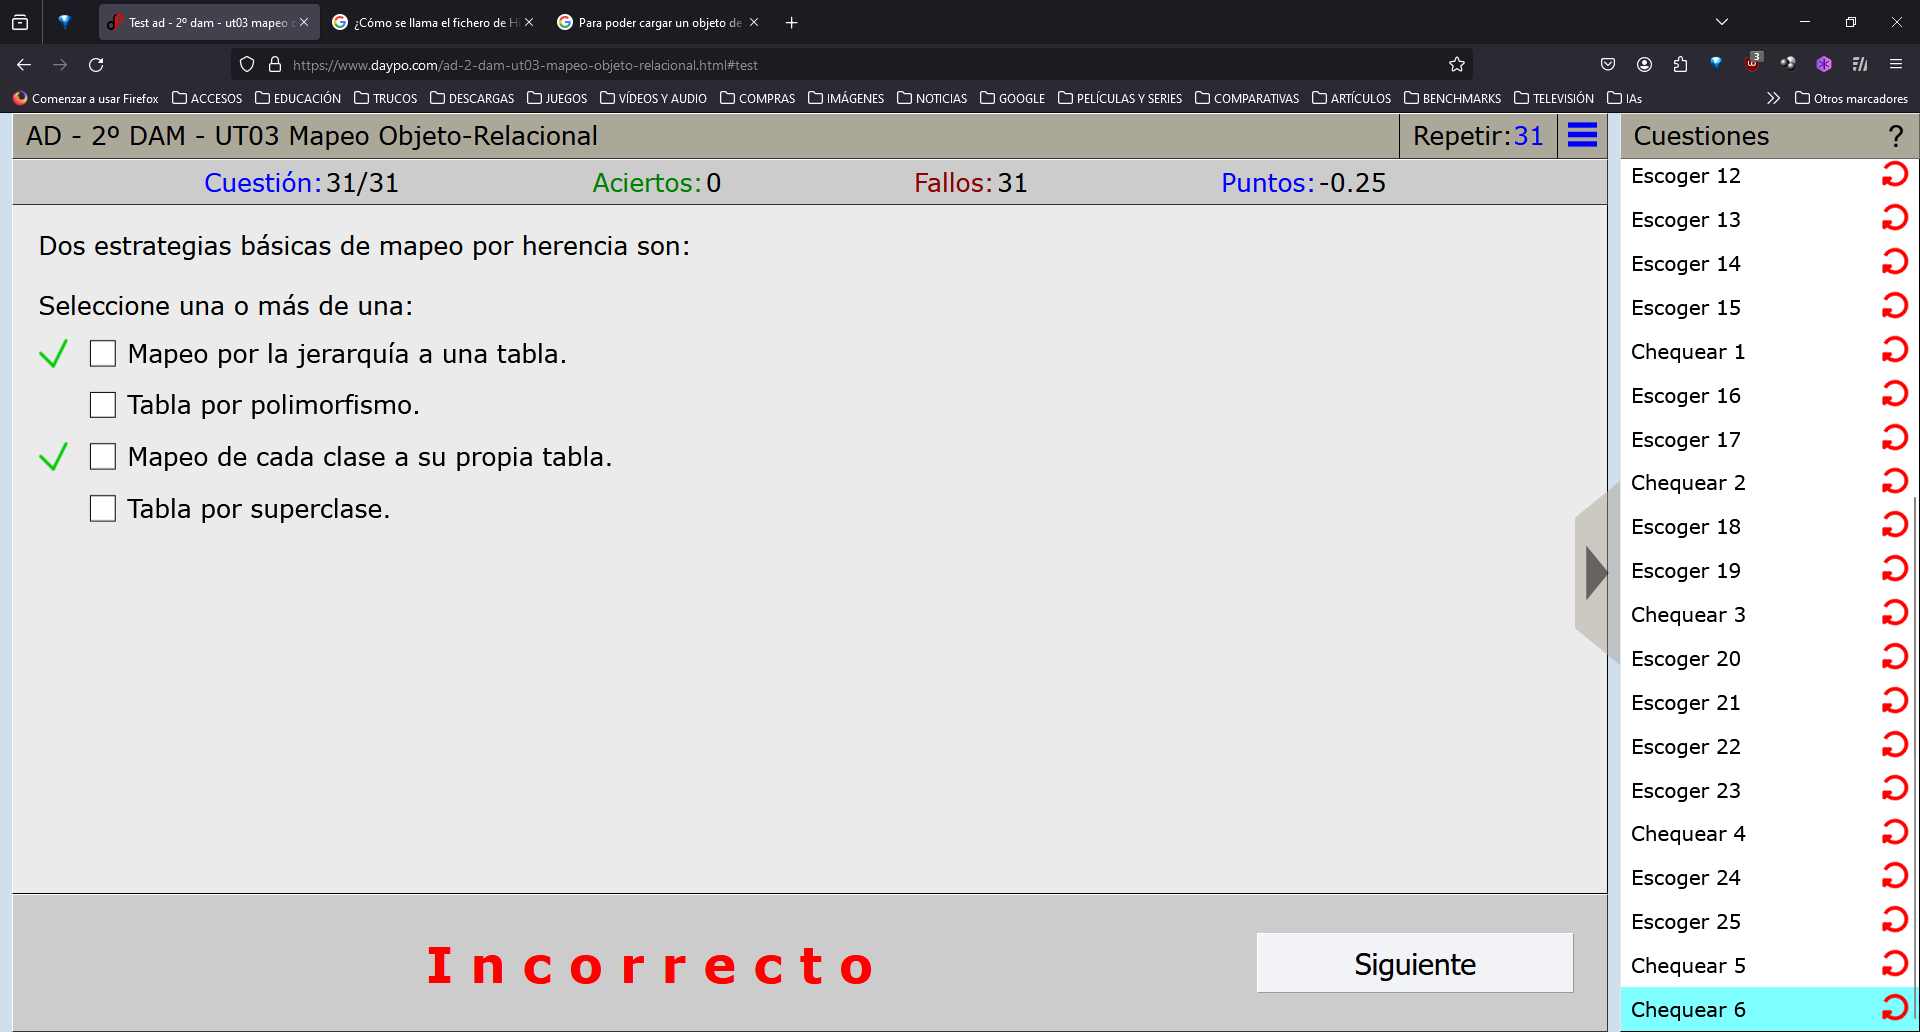 Test ad - 2º dam - ut03 mapeo
¿Cómo se llama el fichero de Hi
Para poder cargar un objeto de
https://www.daypo.com/ad-2-dam-ut03-mapeo-objeto-relacional.html#test
3
Comenzar a usar Firefox
ACCESOS
EDUCACIÓN
TRUCOS
DESCARGAS
JUEGOS
VÍDEOS Y AUDIO
COMPRAS
IMÁGENES
NOTICIAS
GOOGLE
PELÍCULAS Y SERIES
COMPARATIVAS
ARTÍCULOS
BENCHMARKS
TELEVISIÓN
IAs
Otros marcadores
AD - 2º DAM - UT03 Mapeo Objeto-Relacional
Repetir:31
Cuestión:31/31
Aciertos:0
Fallos:31
Puntos:-0.25
Dos estrategias básicas de mapeo por herencia son:
Seleccione una o más de una:
Mapeo por la jerarquía a una tabla.
Tabla por polimorfismo.
Mapeo de cada clase a su propia tabla.
Tabla por superclase.
Incorrecto
Siguiente
Cuestiones
?
Escoger 12
Escoger 13
Escoger 14
Escoger 15
Chequear 1
Escoger 16
Escoger 17
Chequear 2
Escoger 18
Escoger 19
Chequear 3
Escoger 20
Escoger 21
Escoger 22
Escoger 23
Chequear 4
Escoger 24
Escoger 25
Chequear 5
Chequear 6